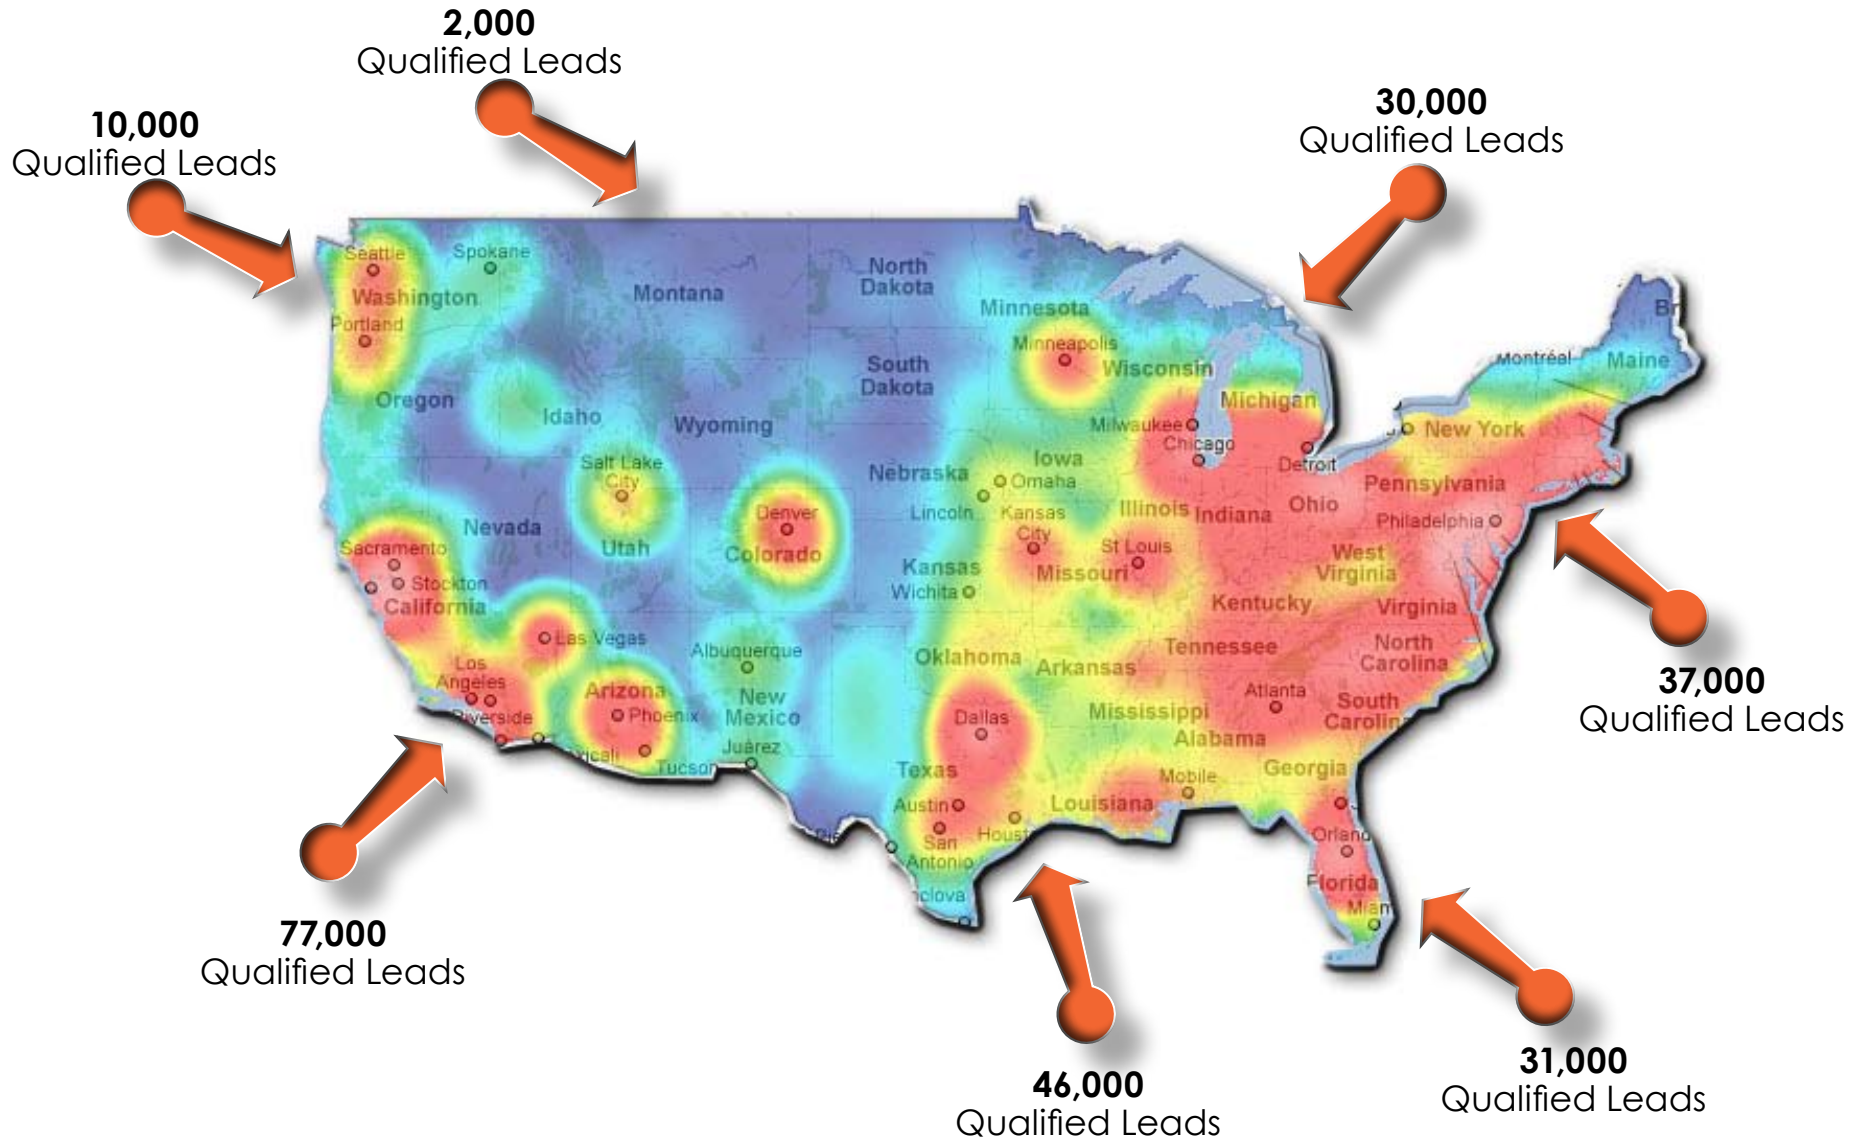 2,000
Qualified Leads
10,000
Qualified Leads
30,000
Qualified Leads
Seattle
Spokane
Washington
Portland
Montana
North
Dakota
Minnesota
Minneapolis
Wisconsin
South
Dakota
Montréal
Maine
Oregon
Idaho
Wyoming
Michigan
Milwaukee
Chicago
Detroit
New York
Salt Lake
City
Nebraska
Iowa
Omaha
Lincoln
Pennsylvania
Philadelphia
Ohio
Illinois
Indiana
Kansas
City
Denver
Colorado
Nevada
Utah
Sacramento
Stockton
California
St Louis
Missouri
Kansas
Wichita
West
Virginia
Kentucky
Virginia
Las Vegas
Los
Angeles
Riverside
Albuquerque
New
Mexico
Arizona
Phoenix
Tucson
Juárez
Oklahoma
Arkansas
Tennessee
North
Carolina
Atlanta
South
Carolin
Dallas
Mississippi
Alabama
Georgia
Texas
Austin
San
Antonio
Houst
Louisiana
Mobile
Orland
Florida
Miam
37,000
Qualified Leads
77,000
Qualified Leads
46,000
Qualified Leads
31,000
Qualified Leads